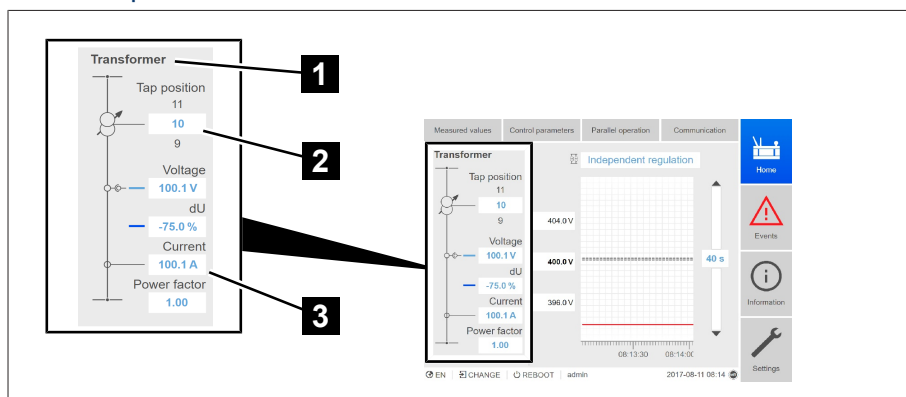 Transformer
Tap position
11
10
9
Voltage
100.1 V
dU
-75.0 %
Current
100.1 A
Power factor
1.00
1
2
3
Measured values
Control parameters
Parallel operation
Communication
Transformer
Tap position
11
10
9
Voltage
100.1 V
dU
-75.0 %
Current
100.1 A
Power factor
1.00
Independent regulation
404.0 V
400.0 V
396.0 V
40 s
08:13:30
08:14:00
Home
Events
Information
Settings
EN
CHANGE
REBOOT
admin
2017-08-11 08:14